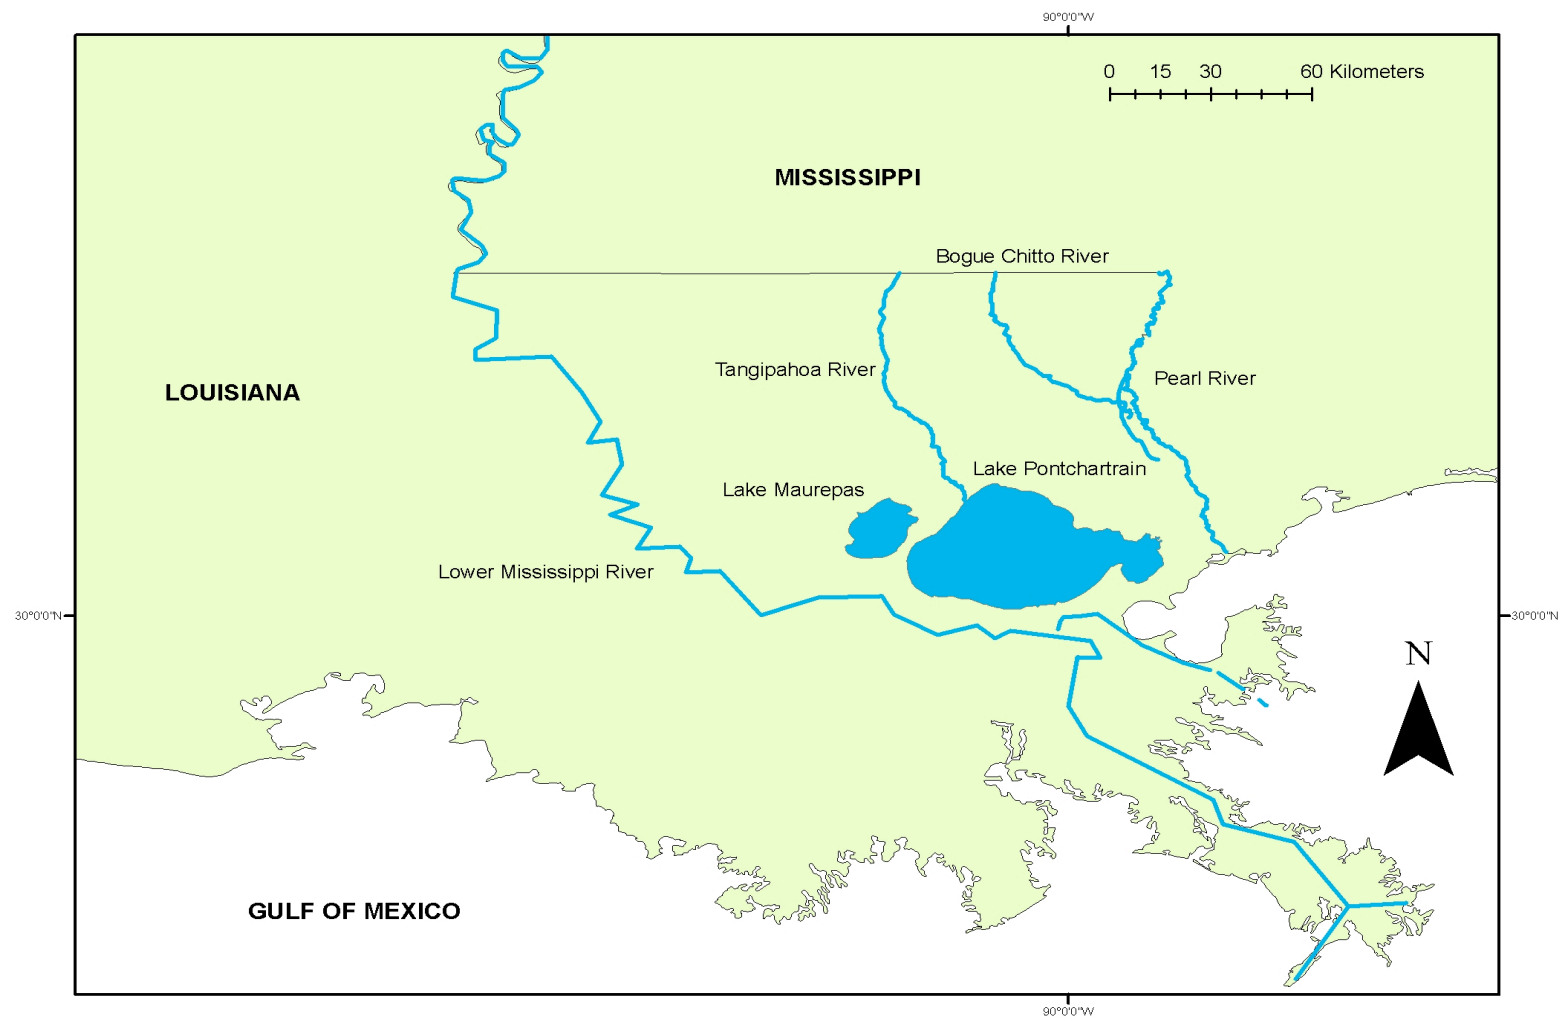 90°0'0"W
0 15 30 60 Kilometers
MISSISSIPPI
Bogue Chitto River
Tangipahoa River
Pearl River
LOUISIANA
Lake Pontchartrain
Lake Maurepas
Lower Mississippi River
30°0'0"N
30°0'0"N
N
GULF OF MEXICO
90°0'0"W